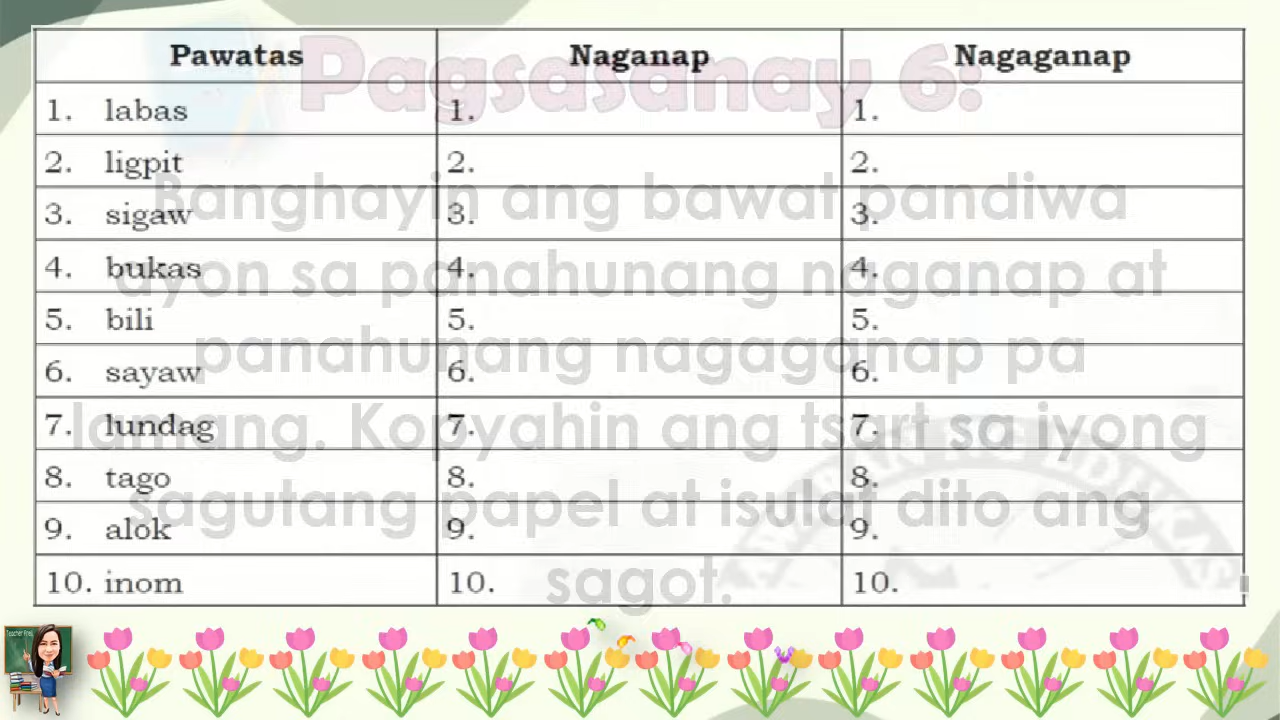 Pagsasanay 6:
Banghayin ang bawat pandiwa
ayon sa panahunang naganap at
panahunang nagaganap pa
lamang. Kopyahin ang tsart sa iyong
sagutang papel at isulat dito ang
sagot.
Pawatas Naganap Nagaganap
1. labas 1. 1.
2. ligpit 2. 2.
3. sigaw 3. 3.
4. bukas 4. 4.
5. bili 5. 5.
6. sayaw 6. 6.
7. lundag 7. 7.
8. tago 8. 8.
9. alok 9. 9.
10. inom 10. 10.